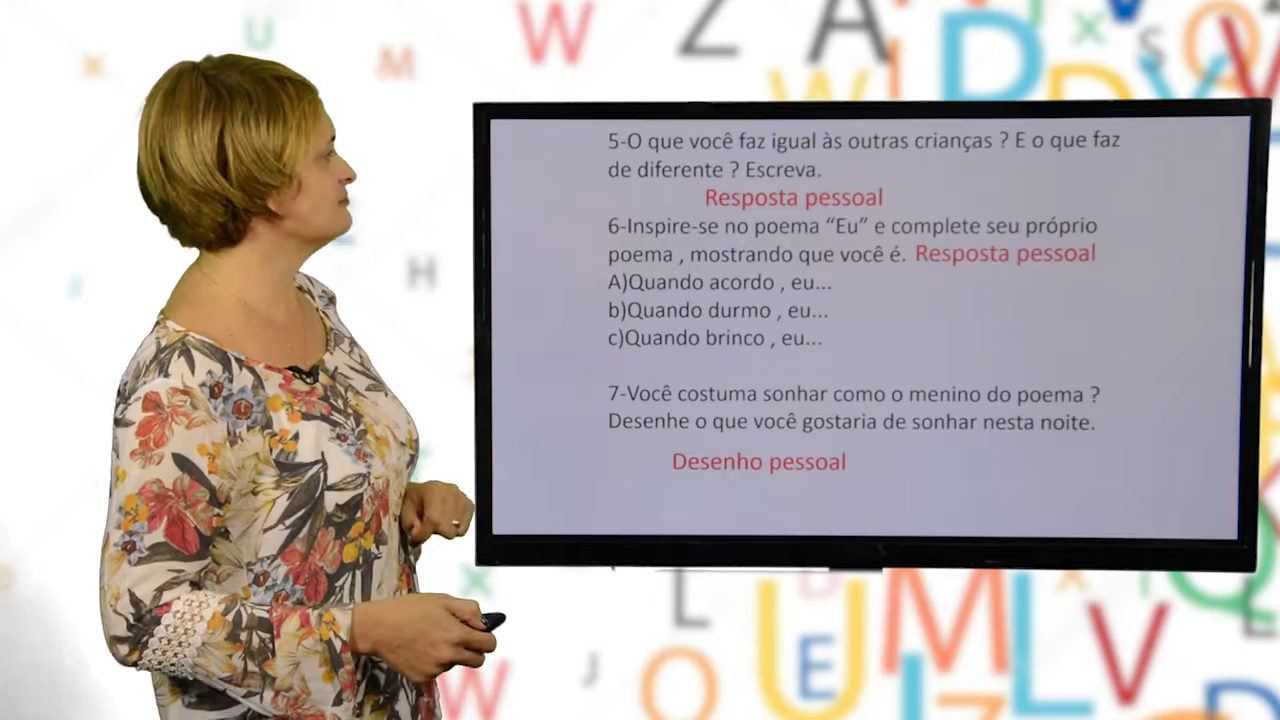 5-O que você faz igual às outras crianças ? E o que faz
de diferente ? Escreva.
Resposta pessoal
6-Inspire-se no poema “Eu” e complete seu próprio
poema , mostrando que você é. Resposta pessoal
A)Quando acordo , eu...
b)Quando durmo , eu...
c)Quando brinco , eu...
7-Você costuma sonhar como o menino do poema ?
Desenhe o que você gostaria de sonhar nesta noite.
Desenho pessoal